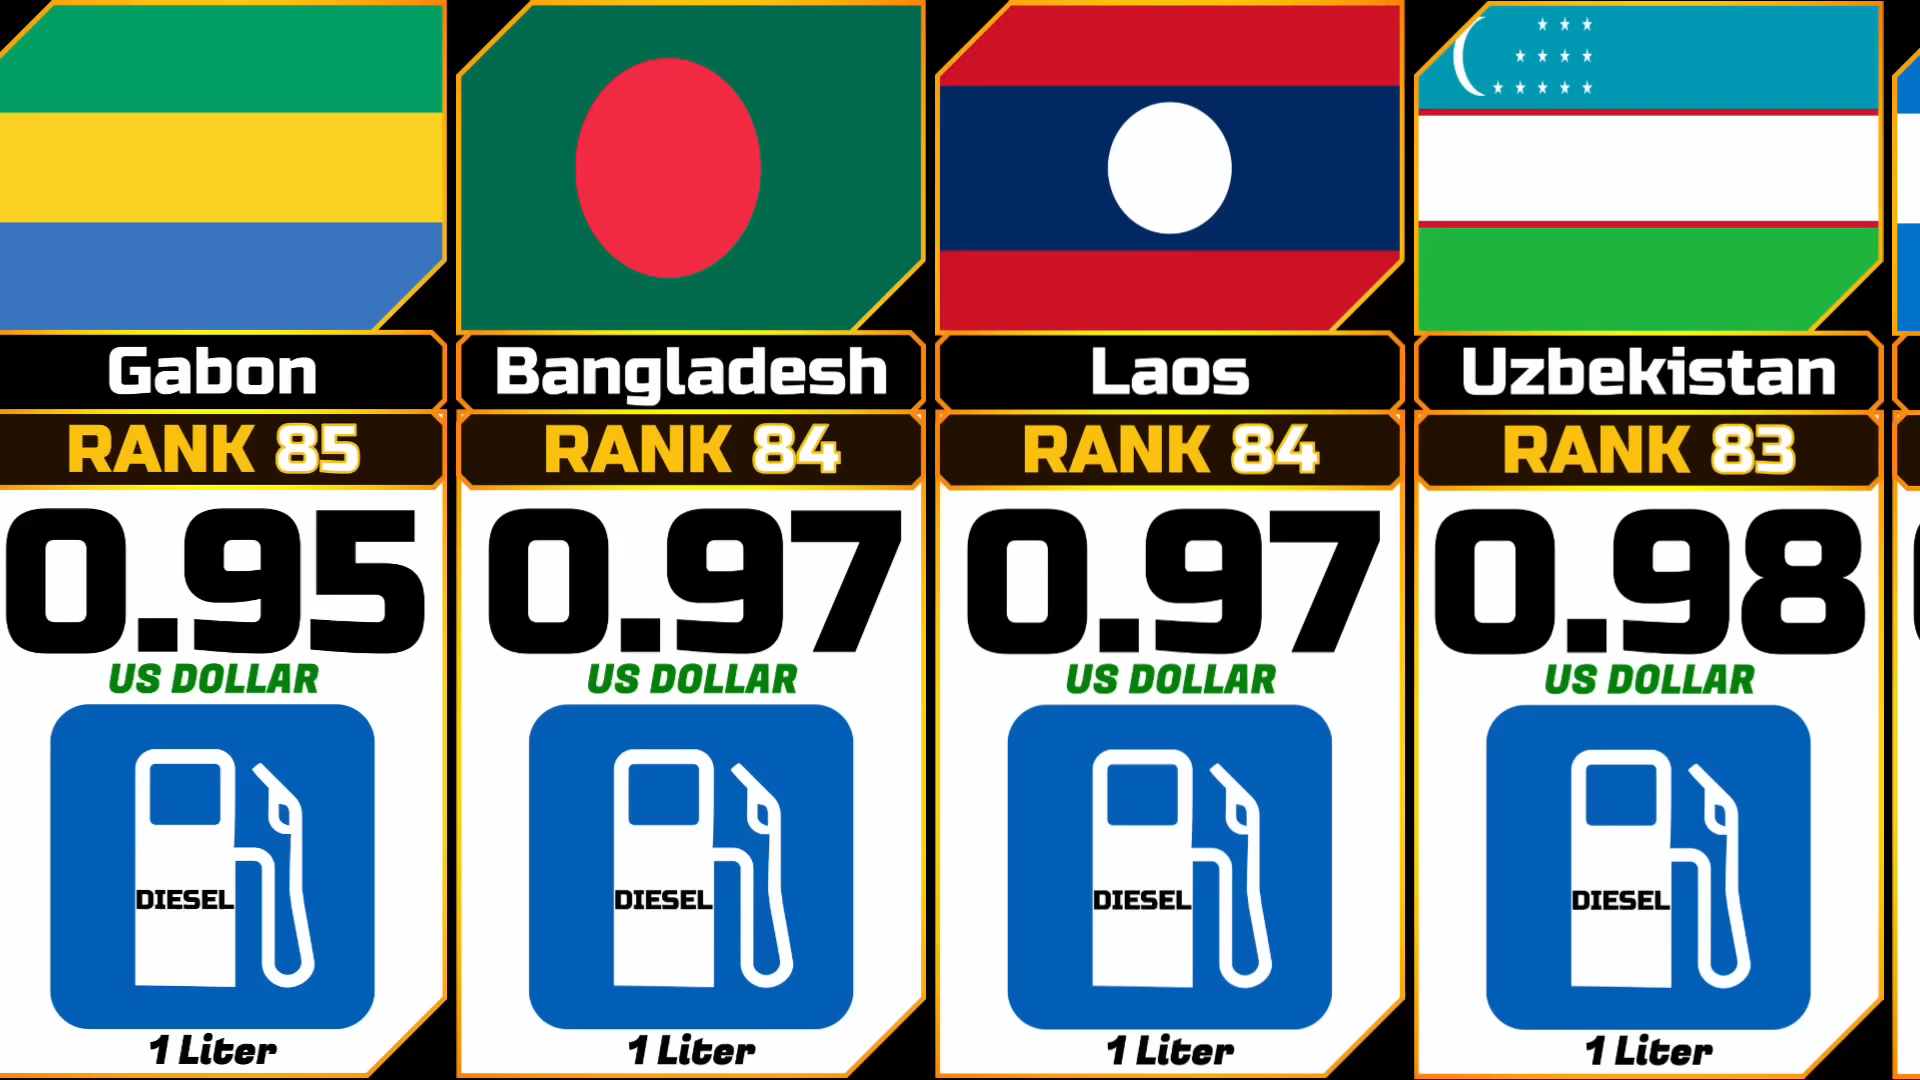 Gabon
RANK 85
0.95
US DOLLAR
DIESEL
1 Liter
Bangladesh
RANK 84
0.97
US DOLLAR
DIESEL
1 Liter
Laos
RANK 84
0.97
US DOLLAR
DIESEL
1 Liter
Uzbekistan
RANK 83
0.98
US DOLLAR
DIESEL
1 Liter